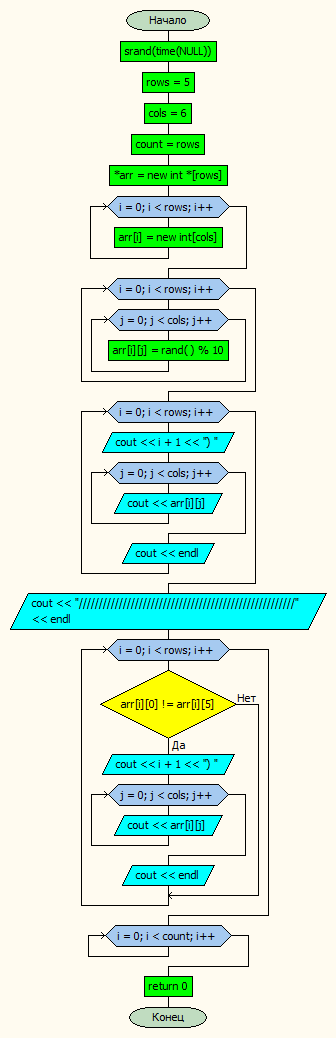 Начало
srand(time(NULL))
rows = 5
cols = 6
count = rows
*arr = new int *[rows]
i = 0; i < rows; i++
arr[i] = new int[cols]
i = 0; i < rows; i++
j = 0; j < cols; j++
arr[i][j] = rand( ) % 10
i = 0; i < rows; i++
cout << i + 1 << ") "
j = 0; j < cols; j++
cout << arr[i][j]
cout << endl
cout << "//////////////////////////////////////////////////////"
<< endl
i = 0; i < rows; i++
arr[i][0] != arr[i][5]
Нет
Да
cout << i + 1 << ") "
j = 0; j < cols; j++
cout << arr[i][j]
cout << endl
i = 0; i < count; i++
return 0
Конец